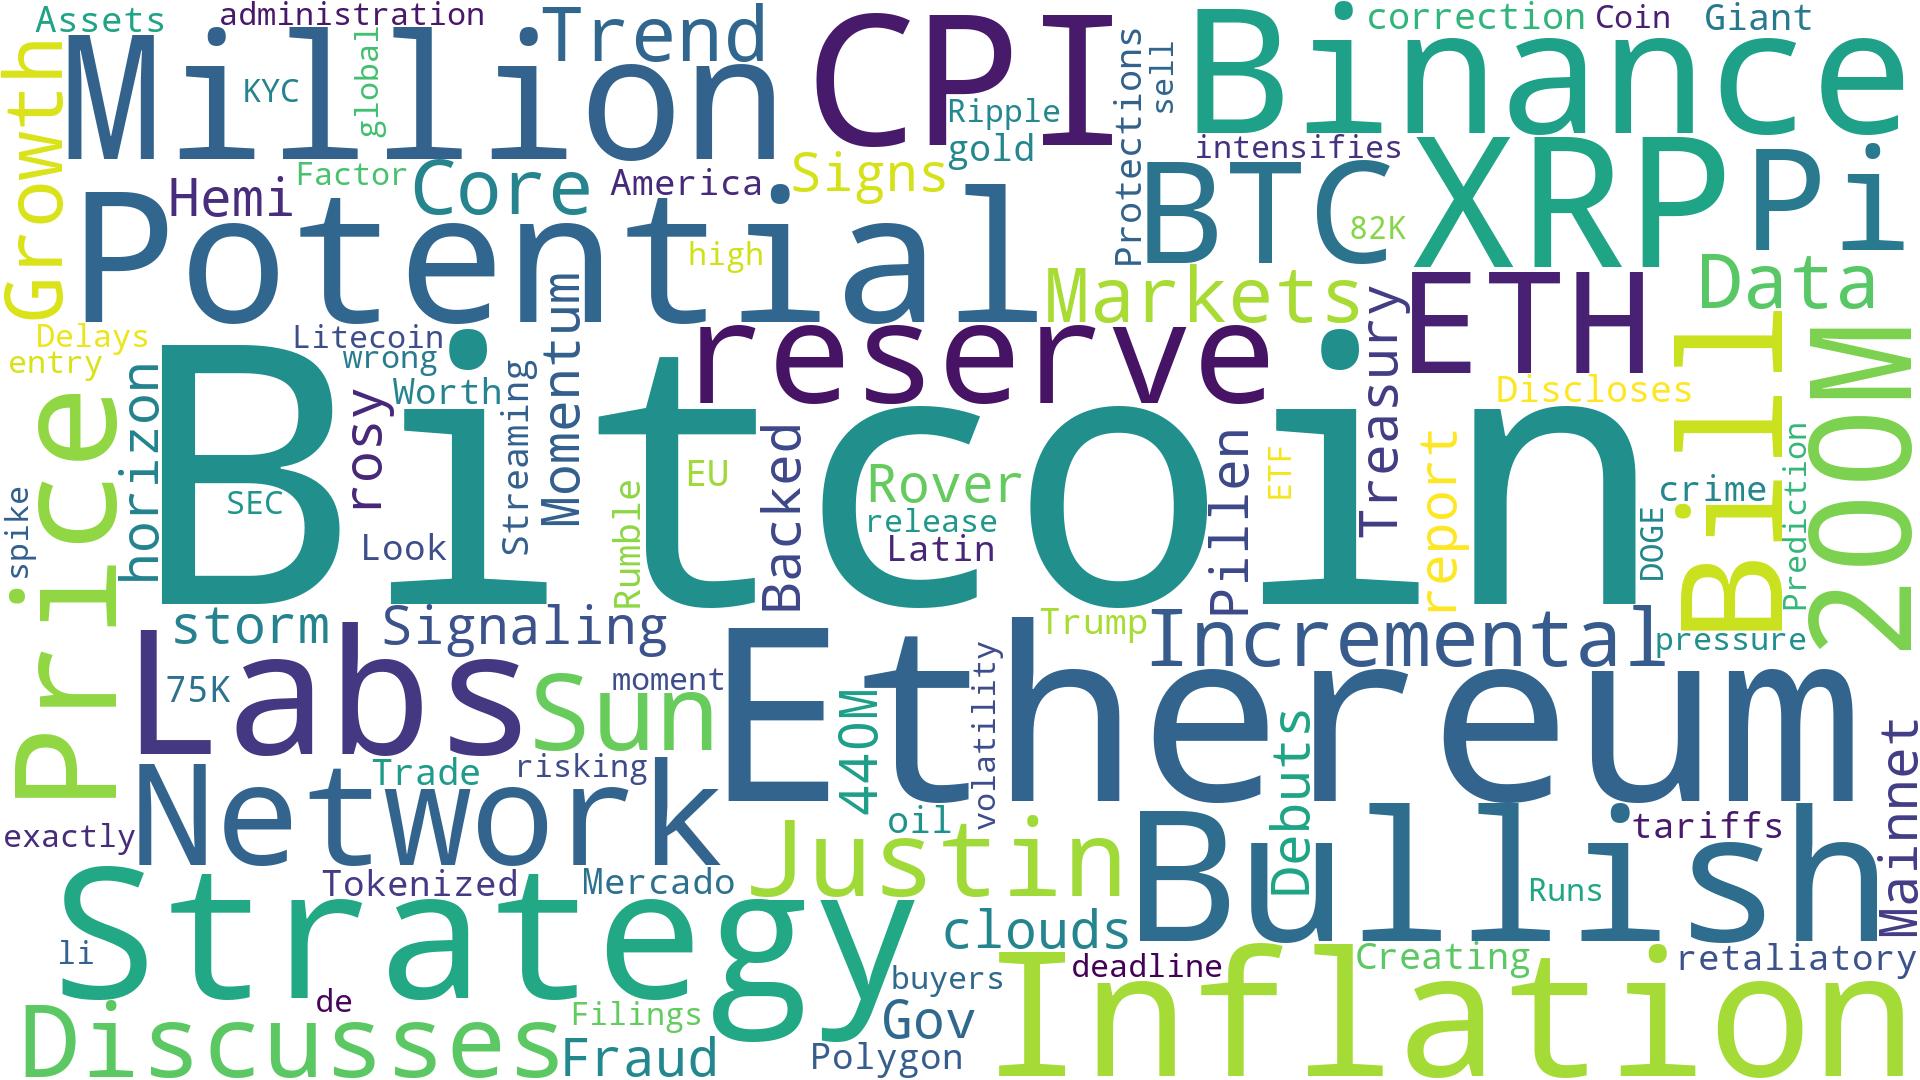 Assets
administration
Million
KYC
global
Trend
CPI
Ripple
gold
Protections
sell
Binance
correction
Coin
Giant
intensifies
Growth
Potential
Hemi
Factor
Core
America
Signs
high
BTC
82K
XRP
Pi
Markets
ETH
Data
Delays
entry
Litecoin
wrong
Worth
reserve
Treasury
Discloses
Bill
200M
Price
horizon
Bitcoin
SEC
rosy
Look
Streaming
Momentum
Rumble
EU
Backed
Rover
release
Latin
Pillen
ETF
report
crime
DOGE
Prediction
spike
storm
Signaling
Trump
Incremental
pressure
Labs
75K
Sun
moment
Ethereum
440M
volatility
Debuts
Mainnet
Trade
risking
Network
exactly
oil
Justin
Bullish
tariffs
Runs
Tokenized
Mercado
Strategy
li
de
clouds
buyers
deadline
Creating
retaliatory
Inflation
Discusses
Filings
Fraud
Gov
Polygon